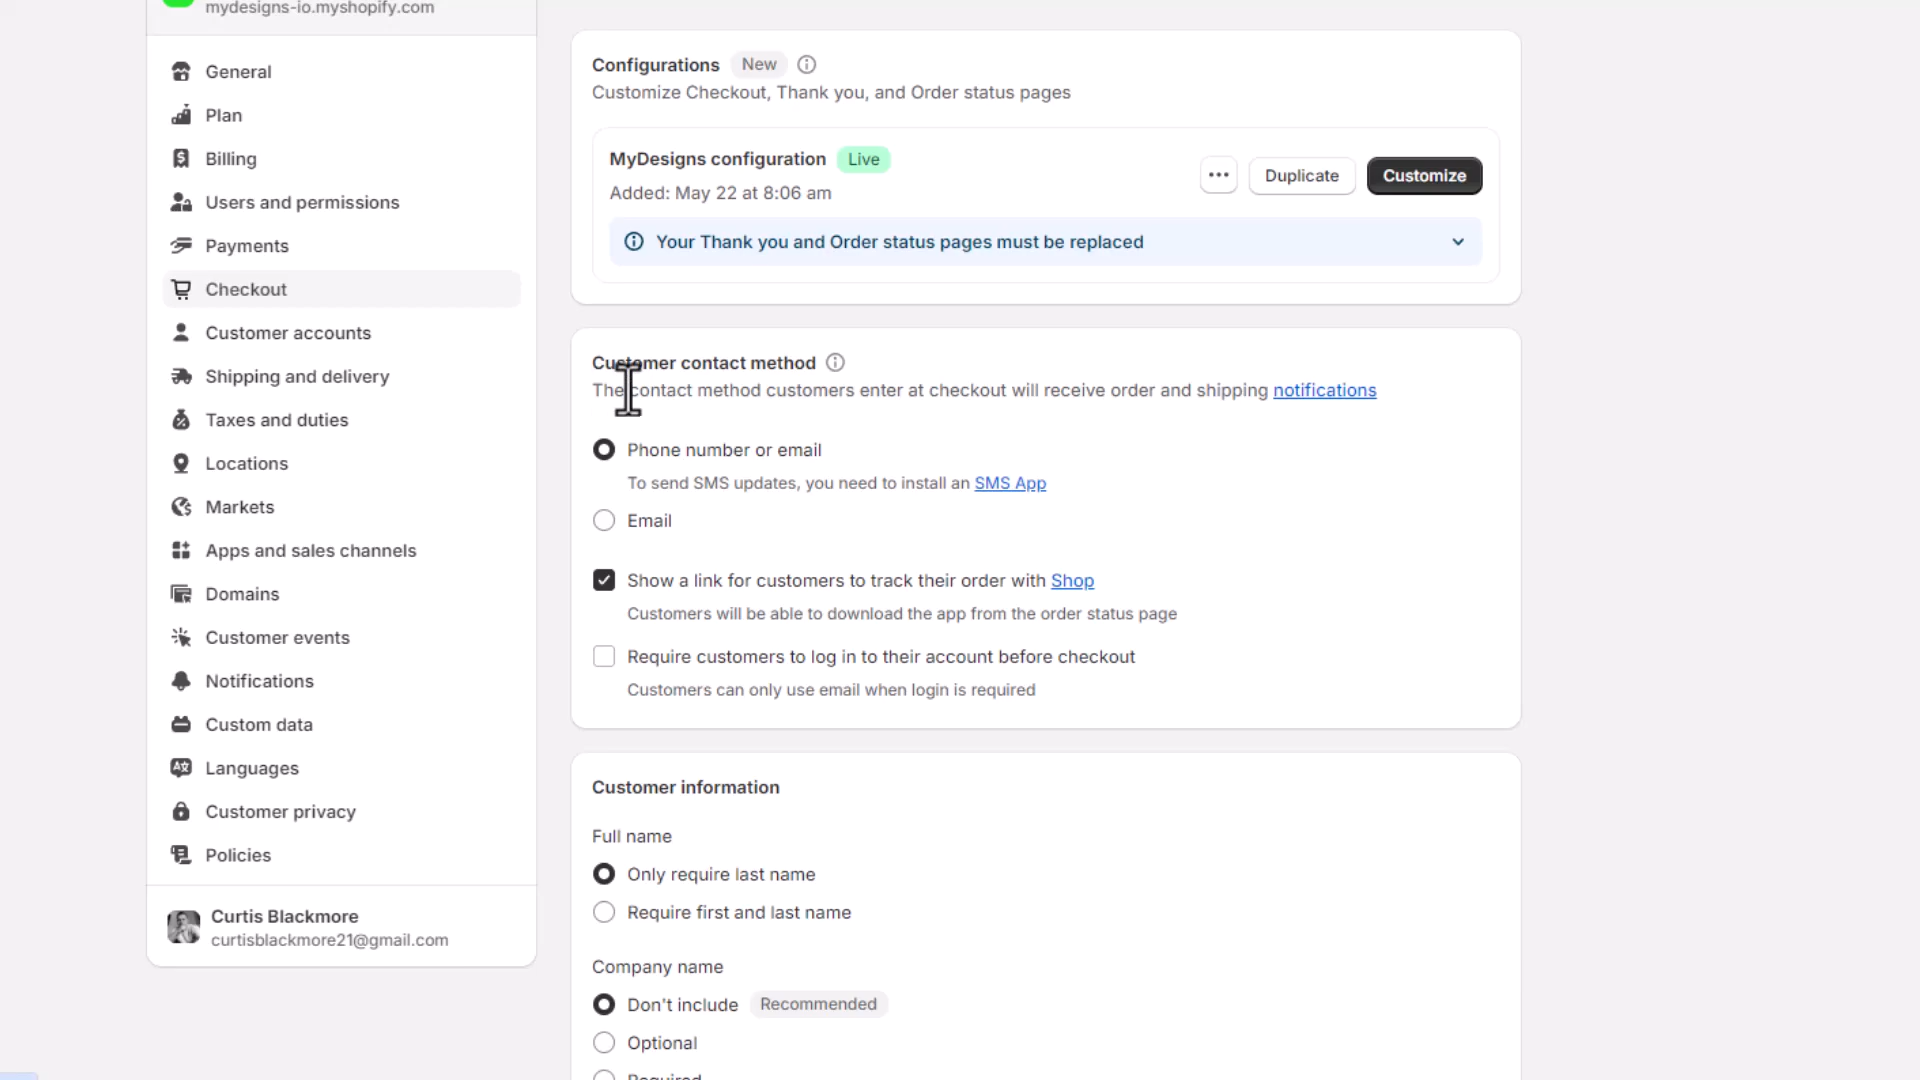 mydesigns-io.myshopify.com
General
Plan
Billing
Users and permissions
Payments
Checkout
Customer accounts
Shipping and delivery
Taxes and duties
Locations
Markets
Apps and sales channels
Domains
Customer events
Notifications
Custom data
Languages
Customer privacy
Policies
Curtis Blackmore
curtisblackmore21@gmail.com
Configurations New
Customize Checkout, Thank you, and Order status pages
MyDesigns configuration Live
Added: May 22 at 8:06 am
Duplicate
Customize
Your Thank you and Order status pages must be replaced
Customer contact method
The contact method customers enter at checkout will receive order and shipping notifications
Phone number or email
To send SMS updates, you need to install an SMS App
Email
Show a link for customers to track their order with Shop
Customers will be able to download the app from the order status page
Require customers to log in to their account before checkout
Customers can only use email when login is required
Customer information
Full name
Only require last name
Require first and last name
Company name
Don't include Recommended
Optional
Required